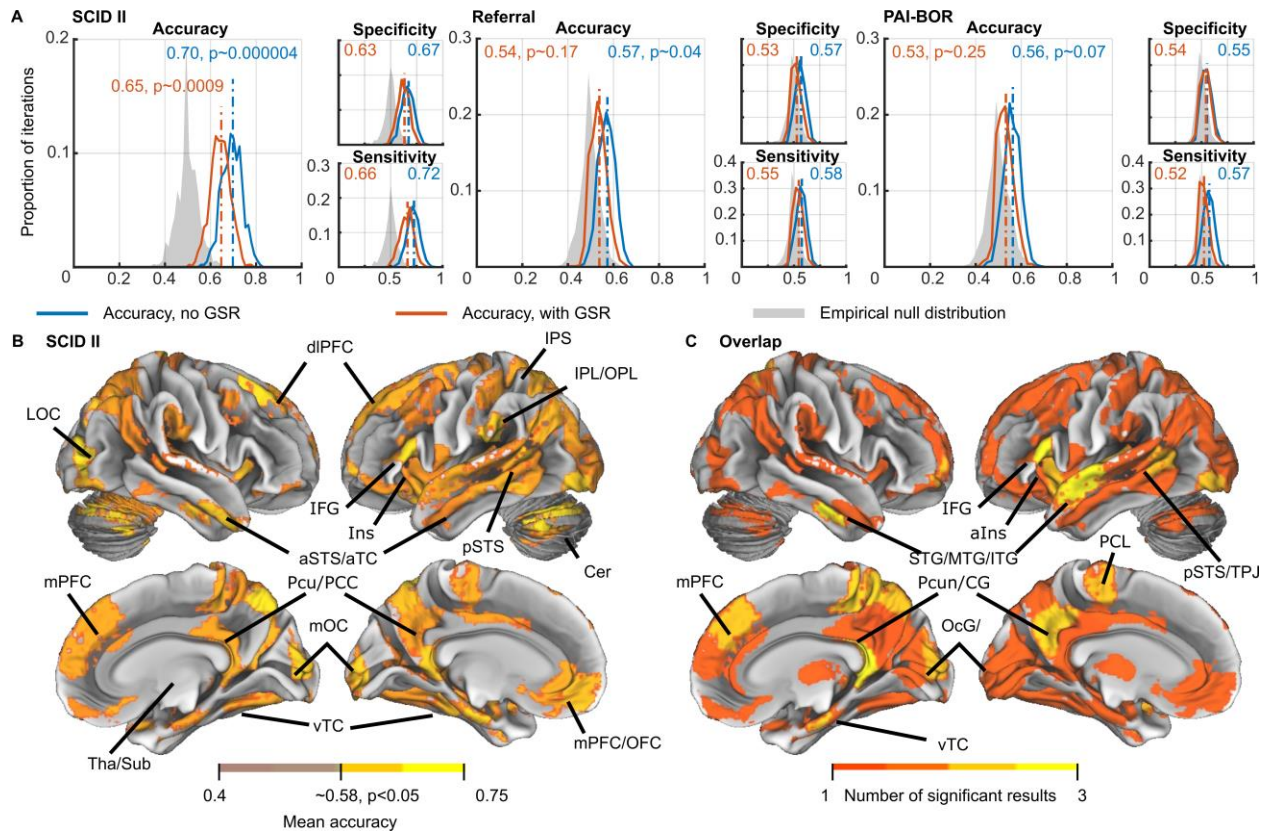 A SCID II
Accuracy
0.70, p~0.000004
0.65, p~0.0009
0.2
0.1
0
0 0.2 0.4 0.6 0.8 1
Proportion of iterations
Specificity
0.63 0.67
Sensitivity
0.3
0.66 0.72
0.2
0.1
0 0.5 1
Referral
Accuracy
0.3
0.54, p~0.17 0.57, p~0.04
0.2
0.1
0 0.2 0.4 0.6 0.8 1
Specificity
0.53 0.57
Sensitivity
0.4
0.55 0.58
0.3
0.2
0.1
0 0.5 1
PAI-BOR
Accuracy
0.3
0.53, p~0.25 0.56, p~0.07
0.2
0.1
0 0.2 0.4 0.6 0.8 1
Specificity
0.54 0.55
Sensitivity
0.4
0.52 0.57
0.3
0.2
0.1
0 0.5 1
Accuracy, no GSR
Accuracy, with GSR
Empirical null distribution
B SCID II
dlPFC
IPS
IPL/OPL
LOC
IFG
Ins
aSTS/aTC
pSTS
Cer
mPFC
Pcu/PCC
mOC
vTC
Tha/Sub
mPFC/OFC
0.4 ~0.58, p<0.05 0.75
Mean accuracy
C Overlap
IFG
aIns
STG/MTG/ITG
PCL
pSTS/TPJ
mPFC
Pcun/CG
OcG/
vTC
1 Number of significant results 3